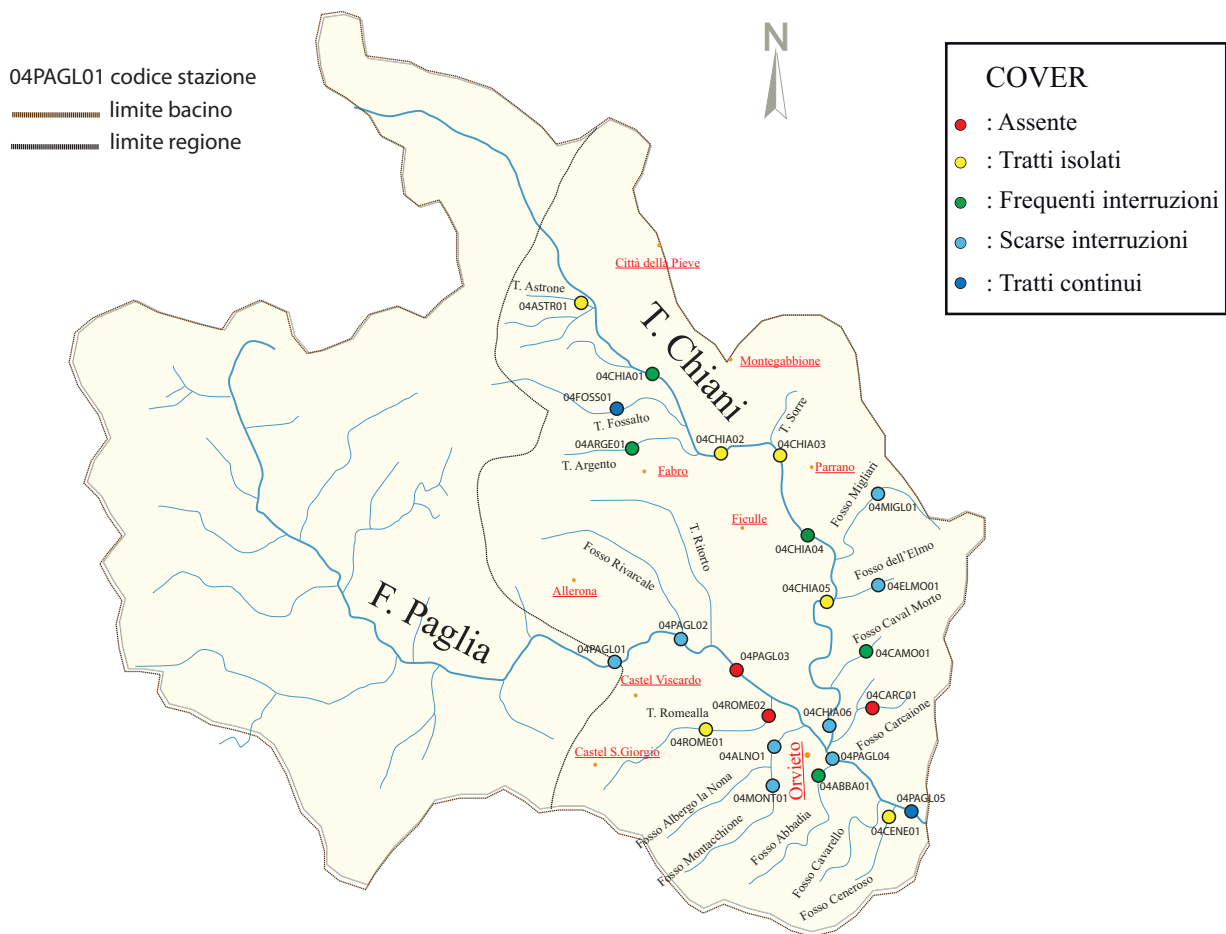 04PAGL01 codice stazione
limite bacino
limite regione
N
COVER
: Assente
: Tratti isolati
: Frequenti interruzioni
: Scarse interruzioni
: Tratti continui
Città della Pieve
T. Astrone
04ASTR01
T. Chiani
Montegabbione
04CHIA01
04FOSS01
T. Fossalto
T. Sorre
04CHIA02
04ARGE01
04CHIA03
T. Argento
Fabro
Parrano
Fosso Migliari
04MIGL01
Ficulle
T. Ritorto
04CHIA04
Fosso Rivarcale
Fosso dell'Elmo
Allerona
04CHIA05
04ELMO01
F. Paglia
Fosso Caval Morto
04PAGL02
04PAGL01
04PAGL03
04CAMO01
Castel Viscardo
04CARC01
T. Romealla
04ROME02
04CHIA06
Fosso Carcaione
04ROME01
04ALNO1
Castel S.Giorgio
Orvieto
04PAGL04
04ABBA01
04MONT01
Fosso Albergo la Nona
04PAGL05
04CENE01
Fosso Montacchione
Fosso Abbadia
Fosso Cavarello
Fosso Ceneroso